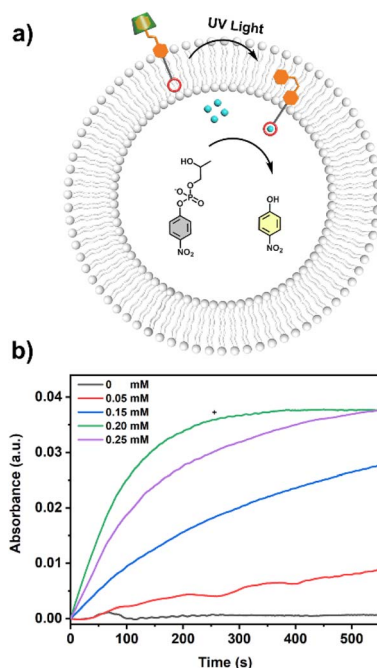 a)
UV Light
HO
-O
P
O
O
O
NO₂
OH
NO₂
b)
0 mM
0.05 mM
0.15 mM
0.20 mM
0.25 mM
+
0.04
0.03
0.02
0.01
0.00
Absorbance (a.u.)
0 100 200 300 400 500
Time (s)